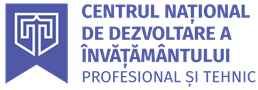 CENTRUL NAȚIONAL
DE DEZVOLTARE A
ÎNVĂȚĂMÂNTULUI
PROFESIONAL ȘI TEHNIC